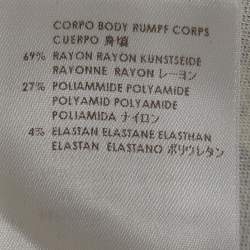 CORPO BODY RUMPF CORPS
CUERPO 身頃
69% RAYON RAYON KUNSTSEIDE
RAYONNE RAYON レーヨン
27% POLIAMMIDE POLYAMIDE
POLYAMID POLYAMIDE
POLIAMIDA ナイロン
4% ELASTAN ELASTANE ELASTHAN
ELASTAN ELASTANO ポリウレタン